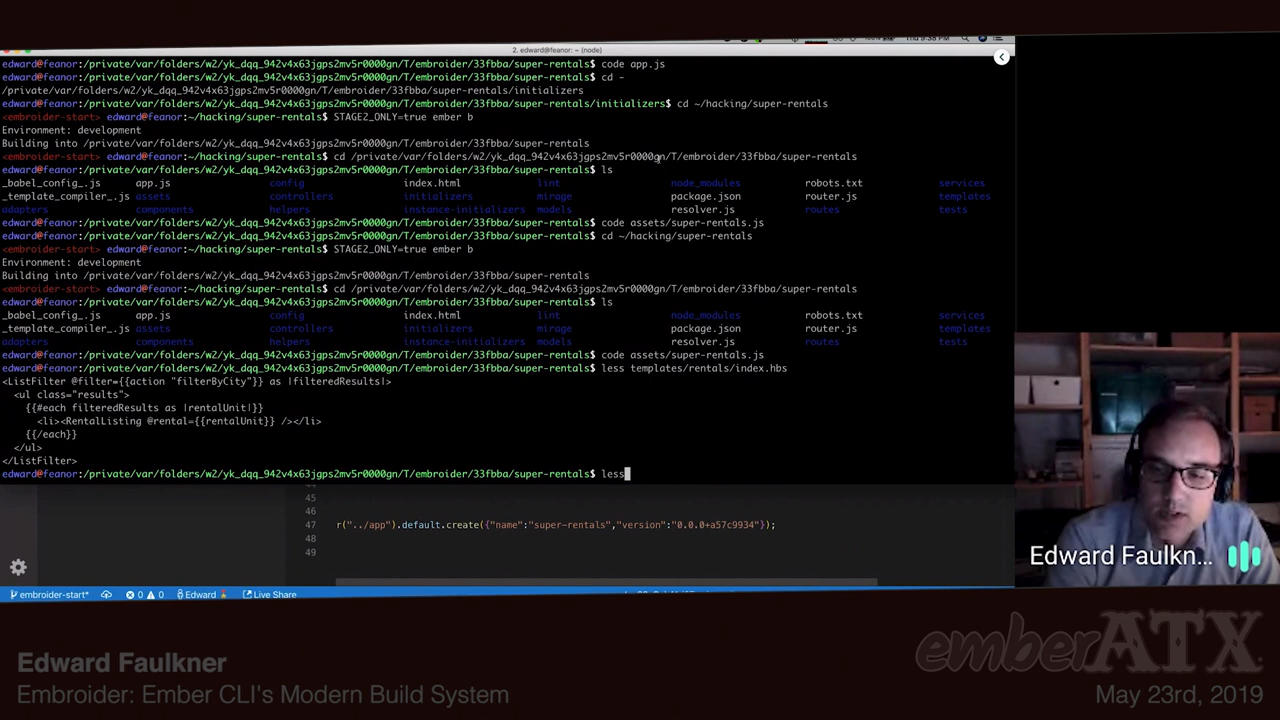 2. edward@feanor: ~ (node)
edward@feanor:/private/var/folders/w2/yk_dqq_942v4x63jgps2mv5r0000gn/T/embroider/33fbba/super-rentals$ code app.js
edward@feanor:/private/var/folders/w2/yk_dqq_942v4x63jgps2mv5r0000gn/T/embroider/33fbba/super-rentals$ cd -
/private/var/folders/w2/yk_dqq_942v4x63jgps2mv5r0000gn/T/embroider/33fbba/super-rentals/initializers
edward@feanor:/private/var/folders/w2/yk_dqq_942v4x63jgps2mv5r0000gn/T/embroider/33fbba/super-rentals/initializers$ cd ~/hacking/super-rentals
<embroider-start> edward@feanor:~/hacking/super-rentals$ STAGE2_ONLY=true ember b
Environment: development
Building into /private/var/folders/w2/yk_dqq_942v4x63jgps2mv5r0000gn/T/embroider/33fbba/super-rentals
<embroider-start> edward@feanor:~/hacking/super-rentals$ cd /private/var/folders/w2/yk_dqq_942v4x63jgps2mv5r0000gn/T/embroider/33fbba/super-rentals
edward@feanor:/private/var/folders/w2/yk_dqq_942v4x63jgps2mv5r0000gn/T/embroider/33fbba/super-rentals$ ls
_babel_config_.js app.js config index.html lint node_modules robots.txt services
_template_compiler_.js assets controllers initializers mirage package.json router.js templates
adapters components helpers instance-initializers models resolver.js routes tests
edward@feanor:/private/var/folders/w2/yk_dqq_942v4x63jgps2mv5r0000gn/T/embroider/33fbba/super-rentals$ code assets/super-rentals.js
edward@feanor:/private/var/folders/w2/yk_dqq_942v4x63jgps2mv5r0000gn/T/embroider/33fbba/super-rentals$ cd ~/hacking/super-rentals
<embroider-start> edward@feanor:~/hacking/super-rentals$ STAGE2_ONLY=true ember b
Environment: development
Building into /private/var/folders/w2/yk_dqq_942v4x63jgps2mv5r0000gn/T/embroider/33fbba/super-rentals
<embroider-start> edward@feanor:~/hacking/super-rentals$ cd /private/var/folders/w2/yk_dqq_942v4x63jgps2mv5r0000gn/T/embroider/33fbba/super-rentals
edward@feanor:/private/var/folders/w2/yk_dqq_942v4x63jgps2mv5r0000gn/T/embroider/33fbba/super-rentals$ ls
_babel_config_.js app.js config index.html lint node_modules robots.txt services
_template_compiler_.js assets controllers initializers mirage package.json router.js templates
adapters components helpers instance-initializers models resolver.js routes tests
edward@feanor:/private/var/folders/w2/yk_dqq_942v4x63jgps2mv5r0000gn/T/embroider/33fbba/super-rentals$ code assets/super-rentals.js
edward@feanor:/private/var/folders/w2/yk_dqq_942v4x63jgps2mv5r0000gn/T/embroider/33fbba/super-rentals$ less templates/rentals/index.hbs
<ListFilter @filter={{action "filterByCity"}} as |filteredResults|>
<ul class="results">
{{#each filteredResults as |rentalUnit|}}
<li><RentalListing @rental={{rentalUnit}} /></li>
{{/each}}
</ul>
</ListFilter>
edward@feanor:/private/var/folders/w2/yk_dqq_942v4x63jgps2mv5r0000gn/T/embroider/33fbba/super-rentals$ less
45
46
47 r("../app").default.create({"name":"super-rentals","version":"0.0.0+a57c9934"});
48
49
embroider-start* 0 0 Edward Live Share
Edward Faulkn...
Edward Faulkner
Embroider: Ember CLI's Modern Build System
emberATX
May 23rd, 2019